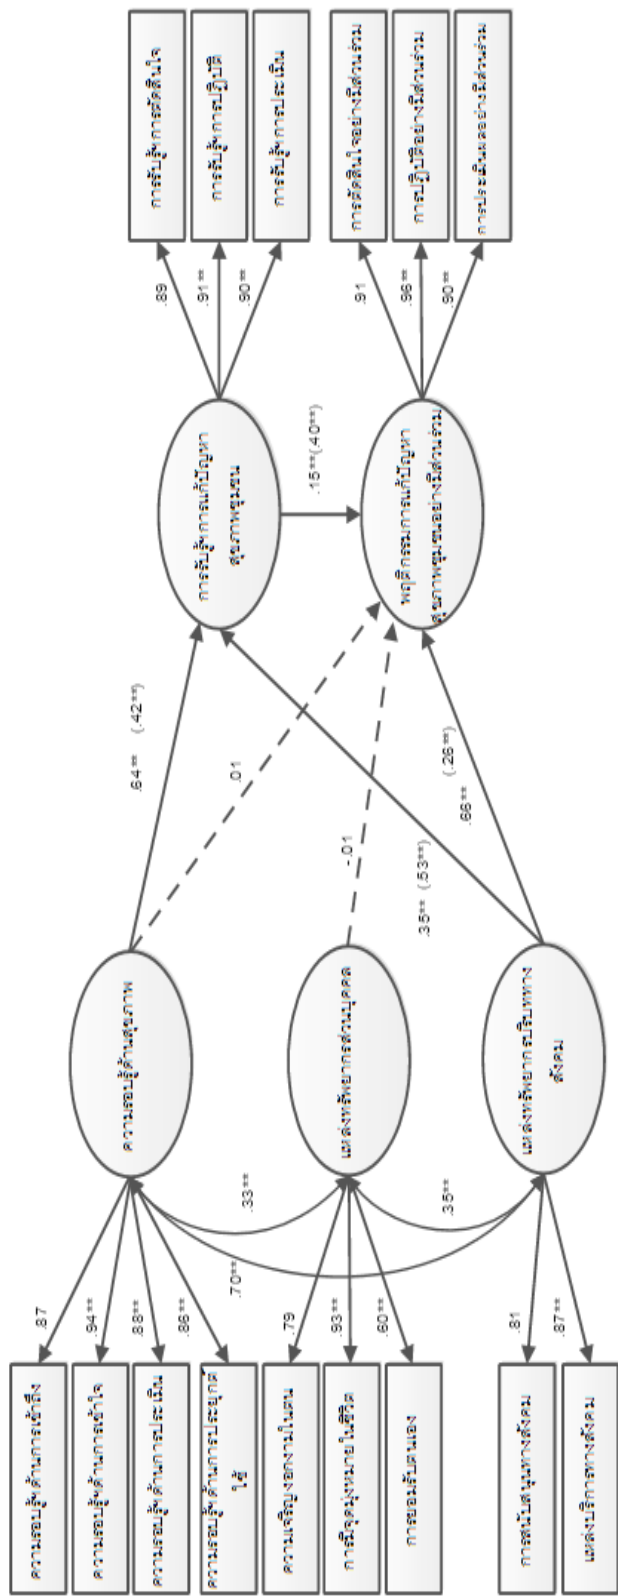 ความรอบรู้ฯด้านการเข้าถึง
ความรอบรู้ฯด้านการเข้าใจ
ความรอบรู้ฯด้านการประเมิน
ความรอบรู้ฯด้านการประยุกต์
ใช้
ความเจริญงอกงามในตน
การมีจุดมุ่งหมายในชีวิต
การยอมรับตนเอง
การสนับสนุนทางสังคม
แหล่งบริการทางสังคม
.87
.94**
.88**
.86**
.79
.93**
.60**
.81
.87**
.33**
.70**
.35**
ความรอบรู้ด้านสุขภาพ
แหล่งทรัพยากรส่วนบุคคล
แหล่งทรัพยากรบริบททาง
สังคม
.64** (.42**)
.01
-.01
.35** (.53**)
.66** (.26**)
การรับรู้ฯการแก้ปัญหา
สุขภาพชุมชน
.15**(.40**)
พฤติกรรมการแก้ปัญหา
สุขภาพชุมชนอย่างมีส่วนร่วม
.89
.91**
.90**
.91
.96**
.90**
การรับรู้ฯการตัดสินใจ
การรับรู้ฯการปฏิบัติ
การรับรู้ฯการประเมิน
การตัดสินใจอย่างมีส่วนร่วม
การปฏิบัติอย่างมีส่วนร่วม
การประเมินผลอย่างมีส่วนร่วม